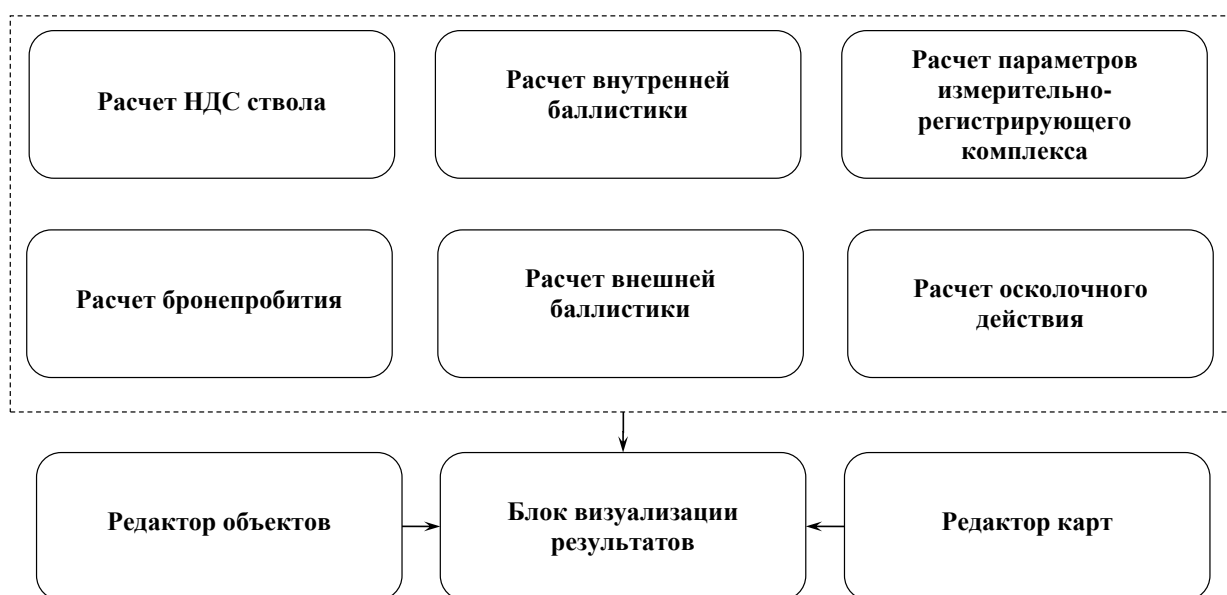 Расчет НДС ствола
Расчет внутренней
баллистики
Расчет параметров
измерительно-
регистрирующего
комплекса
Расчет бронепробития
Расчет внешней
баллистики
Расчет осколочного
действия
Редактор объектов
Блок визуализации
результатов
Редактор карт